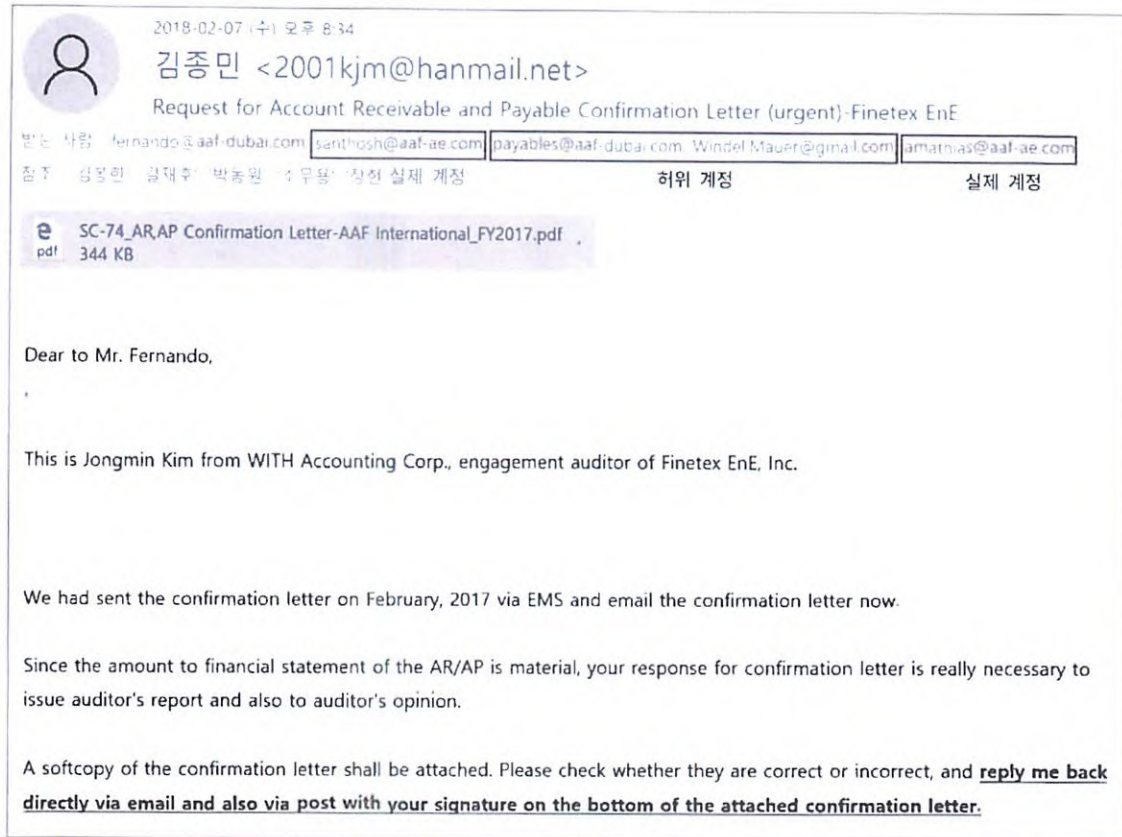 2018-02-07 (수) 오후 8:34
김종민 <2001kjm@hanmail.net>
Request for Account Receivable and Payable Confirmation Letter (urgent)-Finetex EnE
받는 사람 fernando@aaf-dubai.com santhosh@aaf-ae.com payables@aaf-dubai.com Windel.Mauer@gmail.com amathias@aaf-ae.com
참조 박동원 실제 계정 허위 계정 실제 계정
e
pdf
SC-74_AR,AP Confirmation Letter-AAF International_FY2017.pdf
344 KB
Dear to Mr. Fernando,
This is Jongmin Kim from WITH Accounting Corp., engagement auditor of Finetex EnE, Inc.
We had sent the confirmation letter on February, 2017 via EMS and email the confirmation letter now.
Since the amount to financial statement of the AR/AP is material, your response for confirmation letter is really necessary to
issue auditor's report and also to auditor's opinion.
A softcopy of the confirmation letter shall be attached. Please check whether they are correct or incorrect, and reply me back
directly via email and also via post with your signature on the bottom of the attached confirmation letter.